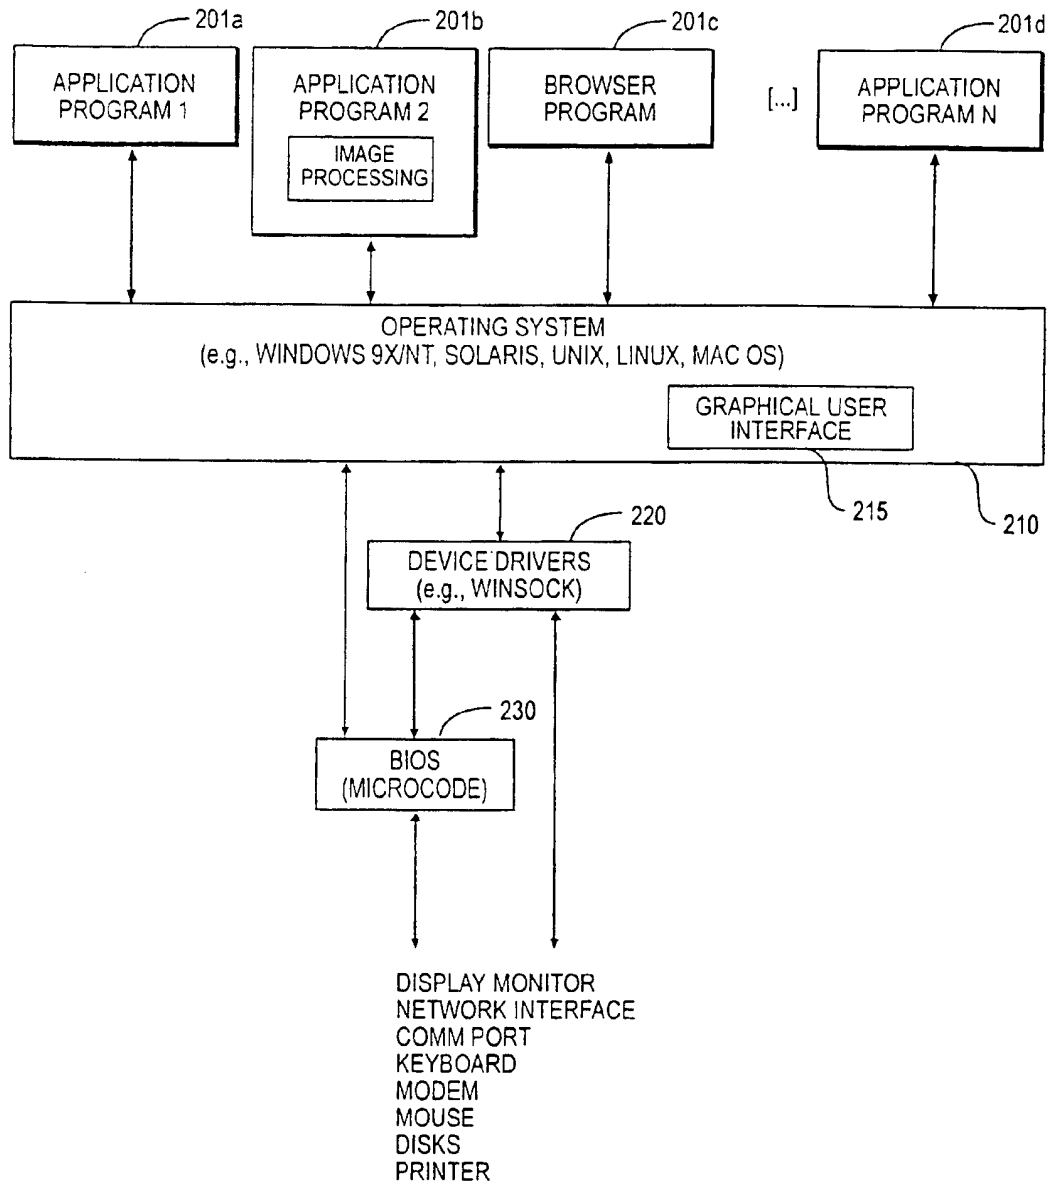 201a
201b
201c
201d
APPLICATION
PROGRAM 1
APPLICATION
PROGRAM 2
IMAGE
PROCESSING
BROWSER
PROGRAM
[...]
APPLICATION
PROGRAM N
OPERATING SYSTEM
(e.g., WINDOWS 9X/NT, SOLARIS, UNIX, LINUX, MAC OS)
GRAPHICAL USER
INTERFACE
215
210
220
DEVICE DRIVERS
(e.g., WINSOCK)
230
BIOS
(MICROCODE)
DISPLAY MONITOR
NETWORK INTERFACE
COMM PORT
KEYBOARD
MODEM
MOUSE
DISKS
PRINTER